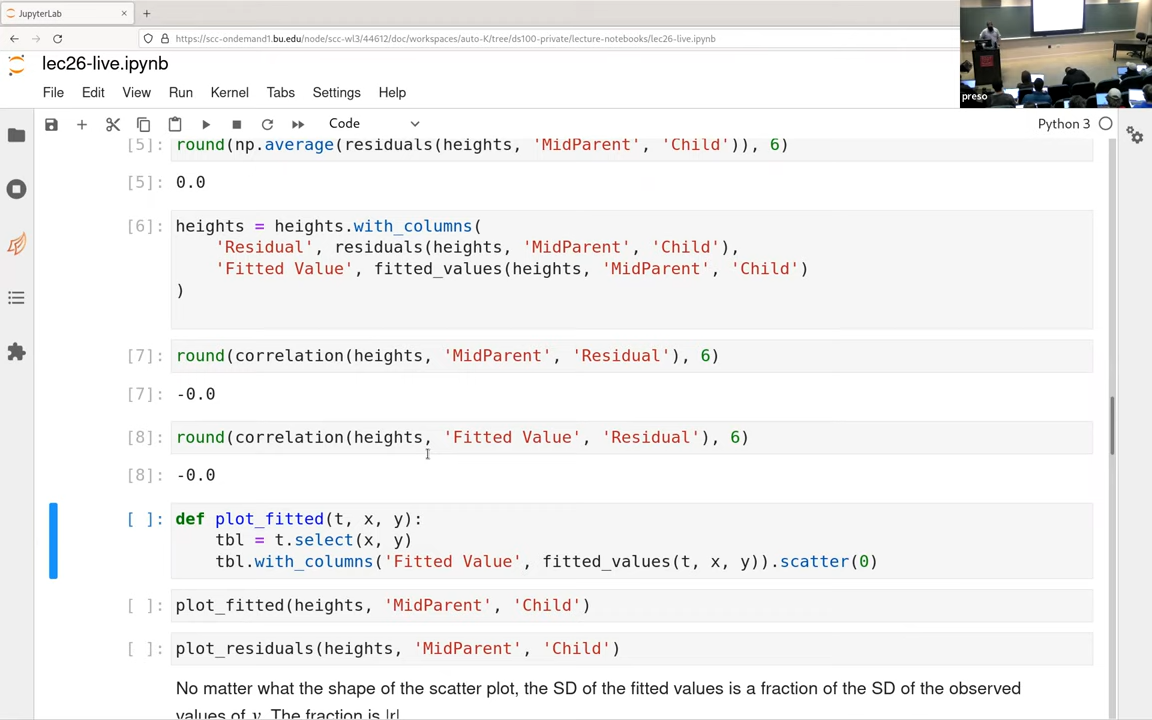 JupyterLab
https://scc-ondemand1.bu.edu/node/scc-wl3/44612/doc/workspaces/auto-K/tree/ds100-private/lecture-notebooks/lec26-live.ipynb
preso
lec26-live.ipynb
File Edit View Run Kernel Tabs Settings Help
Code
Python 3
[5]: round(np.average(residuals(heights, 'MidParent', 'Child')), 6)
[5]: 0.0
[6]: heights = heights.with_columns(
'Residual', residuals(heights, 'MidParent', 'Child'),
'Fitted Value', fitted_values(heights, 'MidParent', 'Child')
)
[7]: round(correlation(heights, 'MidParent', 'Residual'), 6)
[7]: -0.0
[8]: round(correlation(heights, 'Fitted Value', 'Residual'), 6)
[8]: -0.0
[ ]: def plot_fitted(t, x, y):
tbl = t.select(x, y)
tbl.with_columns('Fitted Value', fitted_values(t, x, y)).scatter(0)
[ ]: plot_fitted(heights, 'MidParent', 'Child')
[ ]: plot_residuals(heights, 'MidParent', 'Child')
No matter what the shape of the scatter plot, the SD of the fitted values is a fraction of the SD of the observed
values of y. The fraction is |r|.